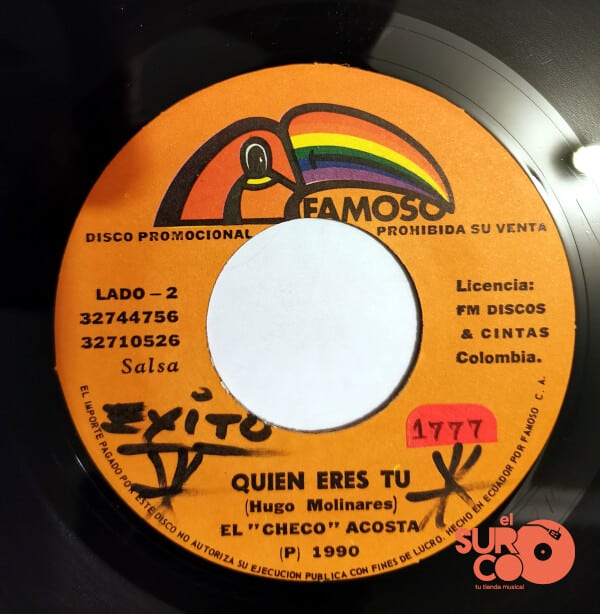 FAMOSO
DISCO PROMOCIONAL PROHIBIDA SU VENTA
LADO - 2
32744756
32710526
Salsa
Licencia:
FM DISCOS
& CINTAS
Colombia.
EXITO
IV
1777
QUIEN ERES TU
(Hugo Molinares)
EL "CHECO" ACOSTA
(P) 1990
EL IMPORTE PAGADO POR ESTE DISCO NO AUTORIZA SU EJECUCION PUBLICA CON FINES DE LUCRO. HECHO EN ECUADOR POR FAMOSO C. A.
el
SURCO
tu tienda musical